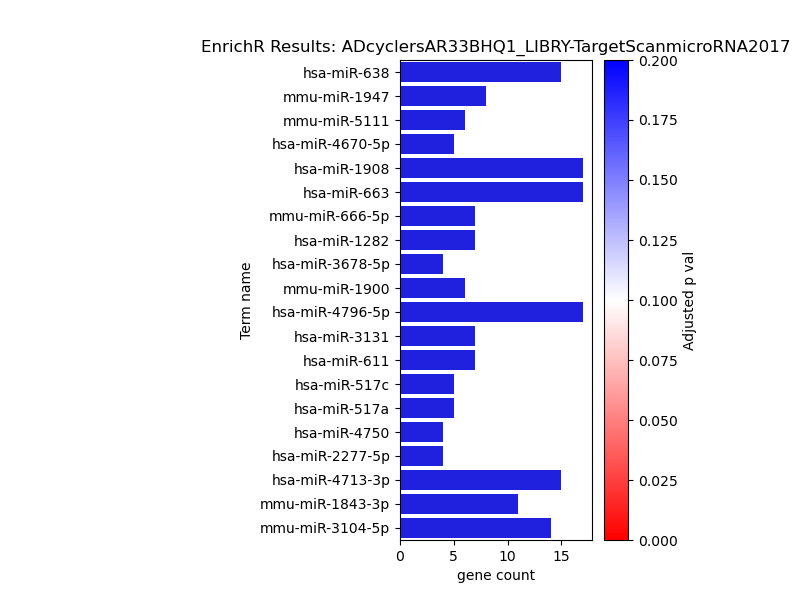 EnrichR Results: ADcyclersAR33BHQ1_LIBRY-TargetScanmicroRNA2017
hsa-miR-638
mmu-miR-1947
mmu-miR-5111
hsa-miR-4670-5p
hsa-miR-1908
hsa-miR-663
mmu-miR-666-5p
hsa-miR-1282
hsa-miR-3678-5p
mmu-miR-1900
hsa-miR-4796-5p
hsa-miR-3131
hsa-miR-611
hsa-miR-517c
hsa-miR-517a
hsa-miR-4750
hsa-miR-2277-5p
hsa-miR-4713-3p
mmu-miR-1843-3p
mmu-miR-3104-5p
Term name
0 5 10 15
gene count
0.200
0.175
0.150
0.125
0.100
0.075
0.050
0.025
0.000
Adjusted p val